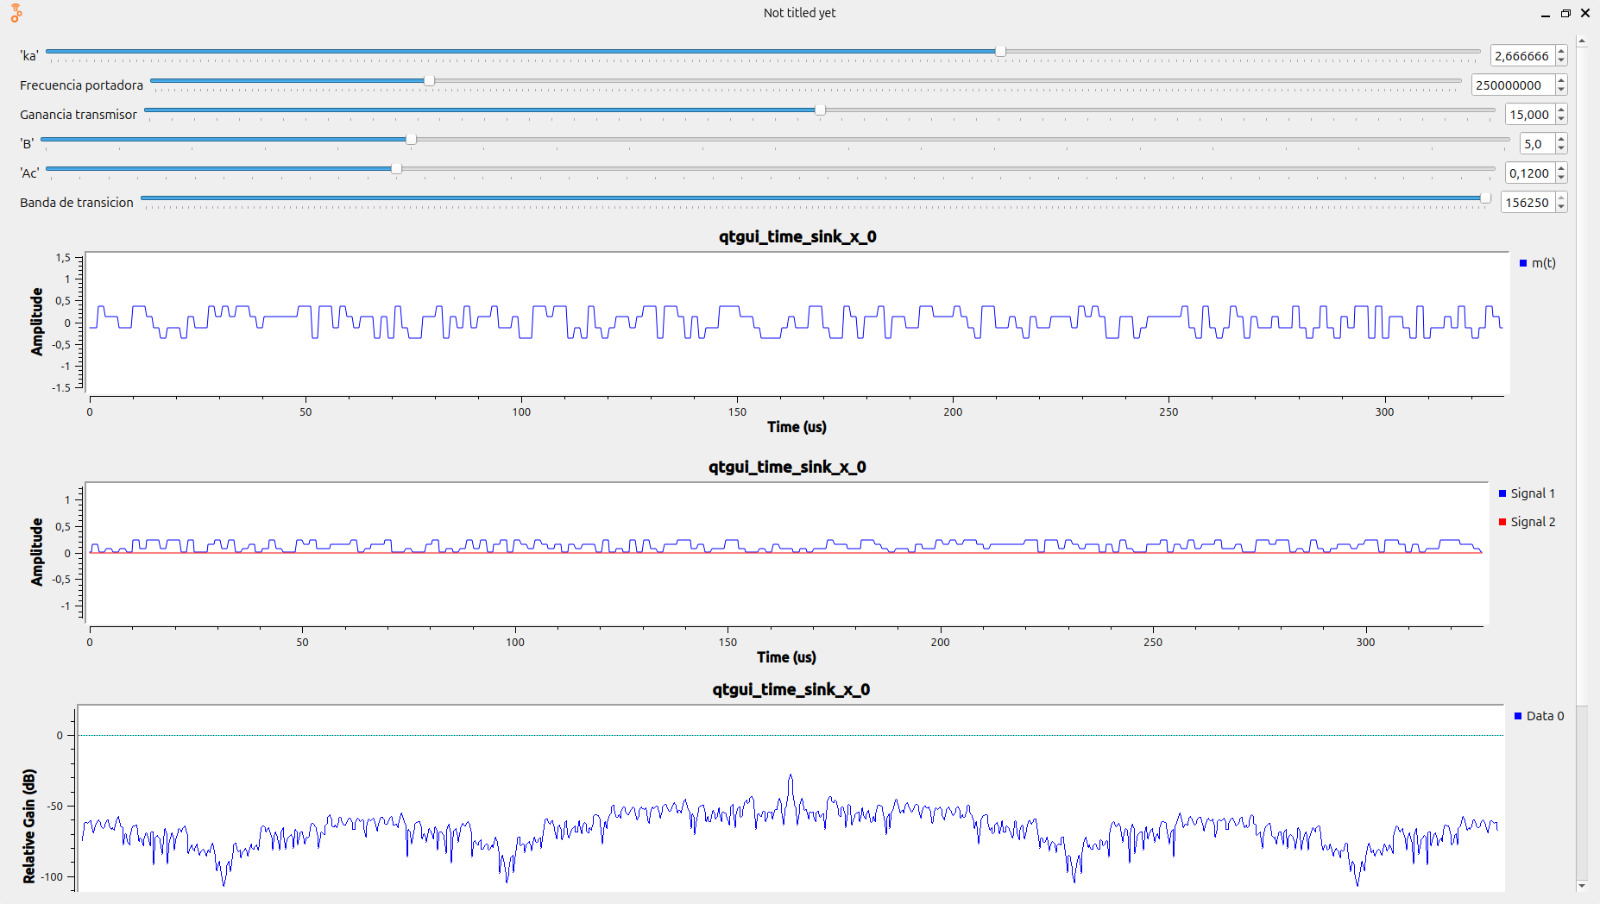 Not titled yet
'ka' 2,666666
Frecuencia portadora 250000000
Ganancia transmisor 15,000
'B' 5,0
'Ac' 0,1200
Banda de transicion 156250
qtgui_time_sink_x_0
m(t)
Amplitude
1,5
1
0,5
0
-0,5
-1
-1.5
0 50 100 150 200 250 300
Time (us)
qtgui_time_sink_x_0
Signal 1
Signal 2
Amplitude
1
0,5
0
-0,5
-1
0 50 100 150 200 250 300
Time (us)
qtgui_time_sink_x_0
Data 0
Relative Gain (dB)
0
-50
-100